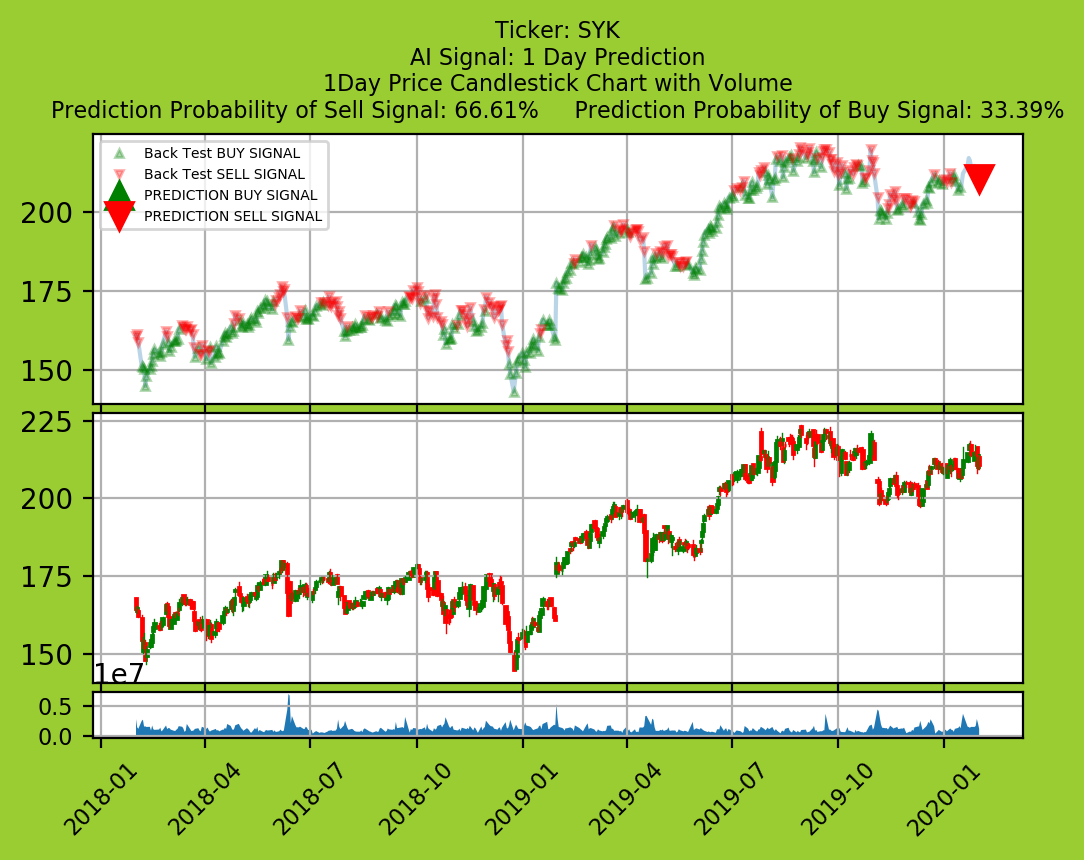 Ticker: SYK
AI Signal: 1 Day Prediction
1Day Price Candlestick Chart with Volume
Prediction Probability of Sell Signal: 66.61% Prediction Probability of Buy Signal: 33.39%
Back Test BUY SIGNAL
Back Test SELL SIGNAL
PREDICTION BUY SIGNAL
PREDICTION SELL SIGNAL
200
175
150
225
200
175
150
1e7
0.5
0.0
2018-01
2018-04
2018-07
2018-10
2019-01
2019-04
2019-07
2019-10
2020-01